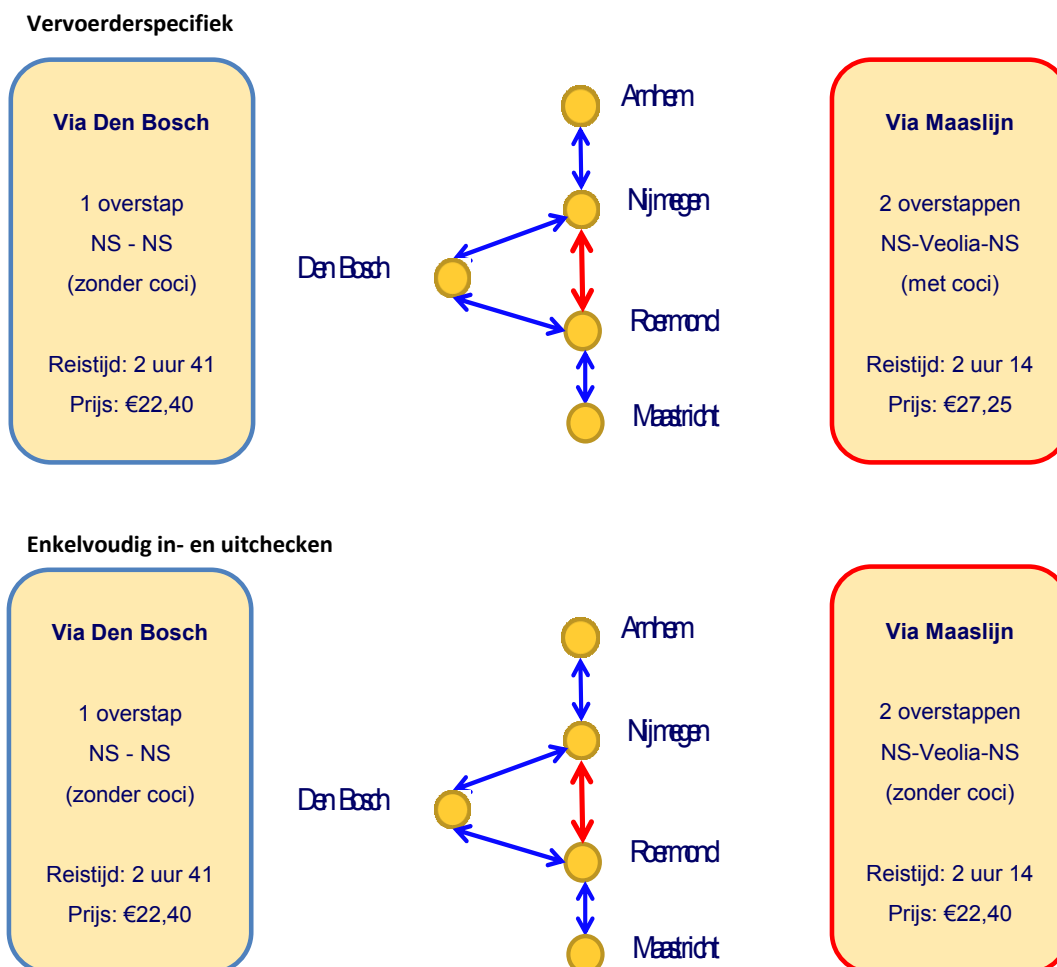 Vervoerderspecifiek
Via Den Bosch
1 overstap
NS - NS
(zonder coci)
Reistijd: 2 uur 41
Prijs: €22,40
Arnhem
Nijmegen
Den Bosch
Roermond
Maastricht
Via Maaslijn
2 overstappen
NS-Veolia-NS
(met coci)
Reistijd: 2 uur 14
Prijs: €27,25
Enkelvoudig in- en uitchecken
Via Den Bosch
1 overstap
NS - NS
(zonder coci)
Reistijd: 2 uur 41
Prijs: €22,40
Arnhem
Nijmegen
Den Bosch
Roermond
Maastricht
Via Maaslijn
2 overstappen
NS-Veolia-NS
(zonder coci)
Reistijd: 2 uur 14
Prijs: €22,40